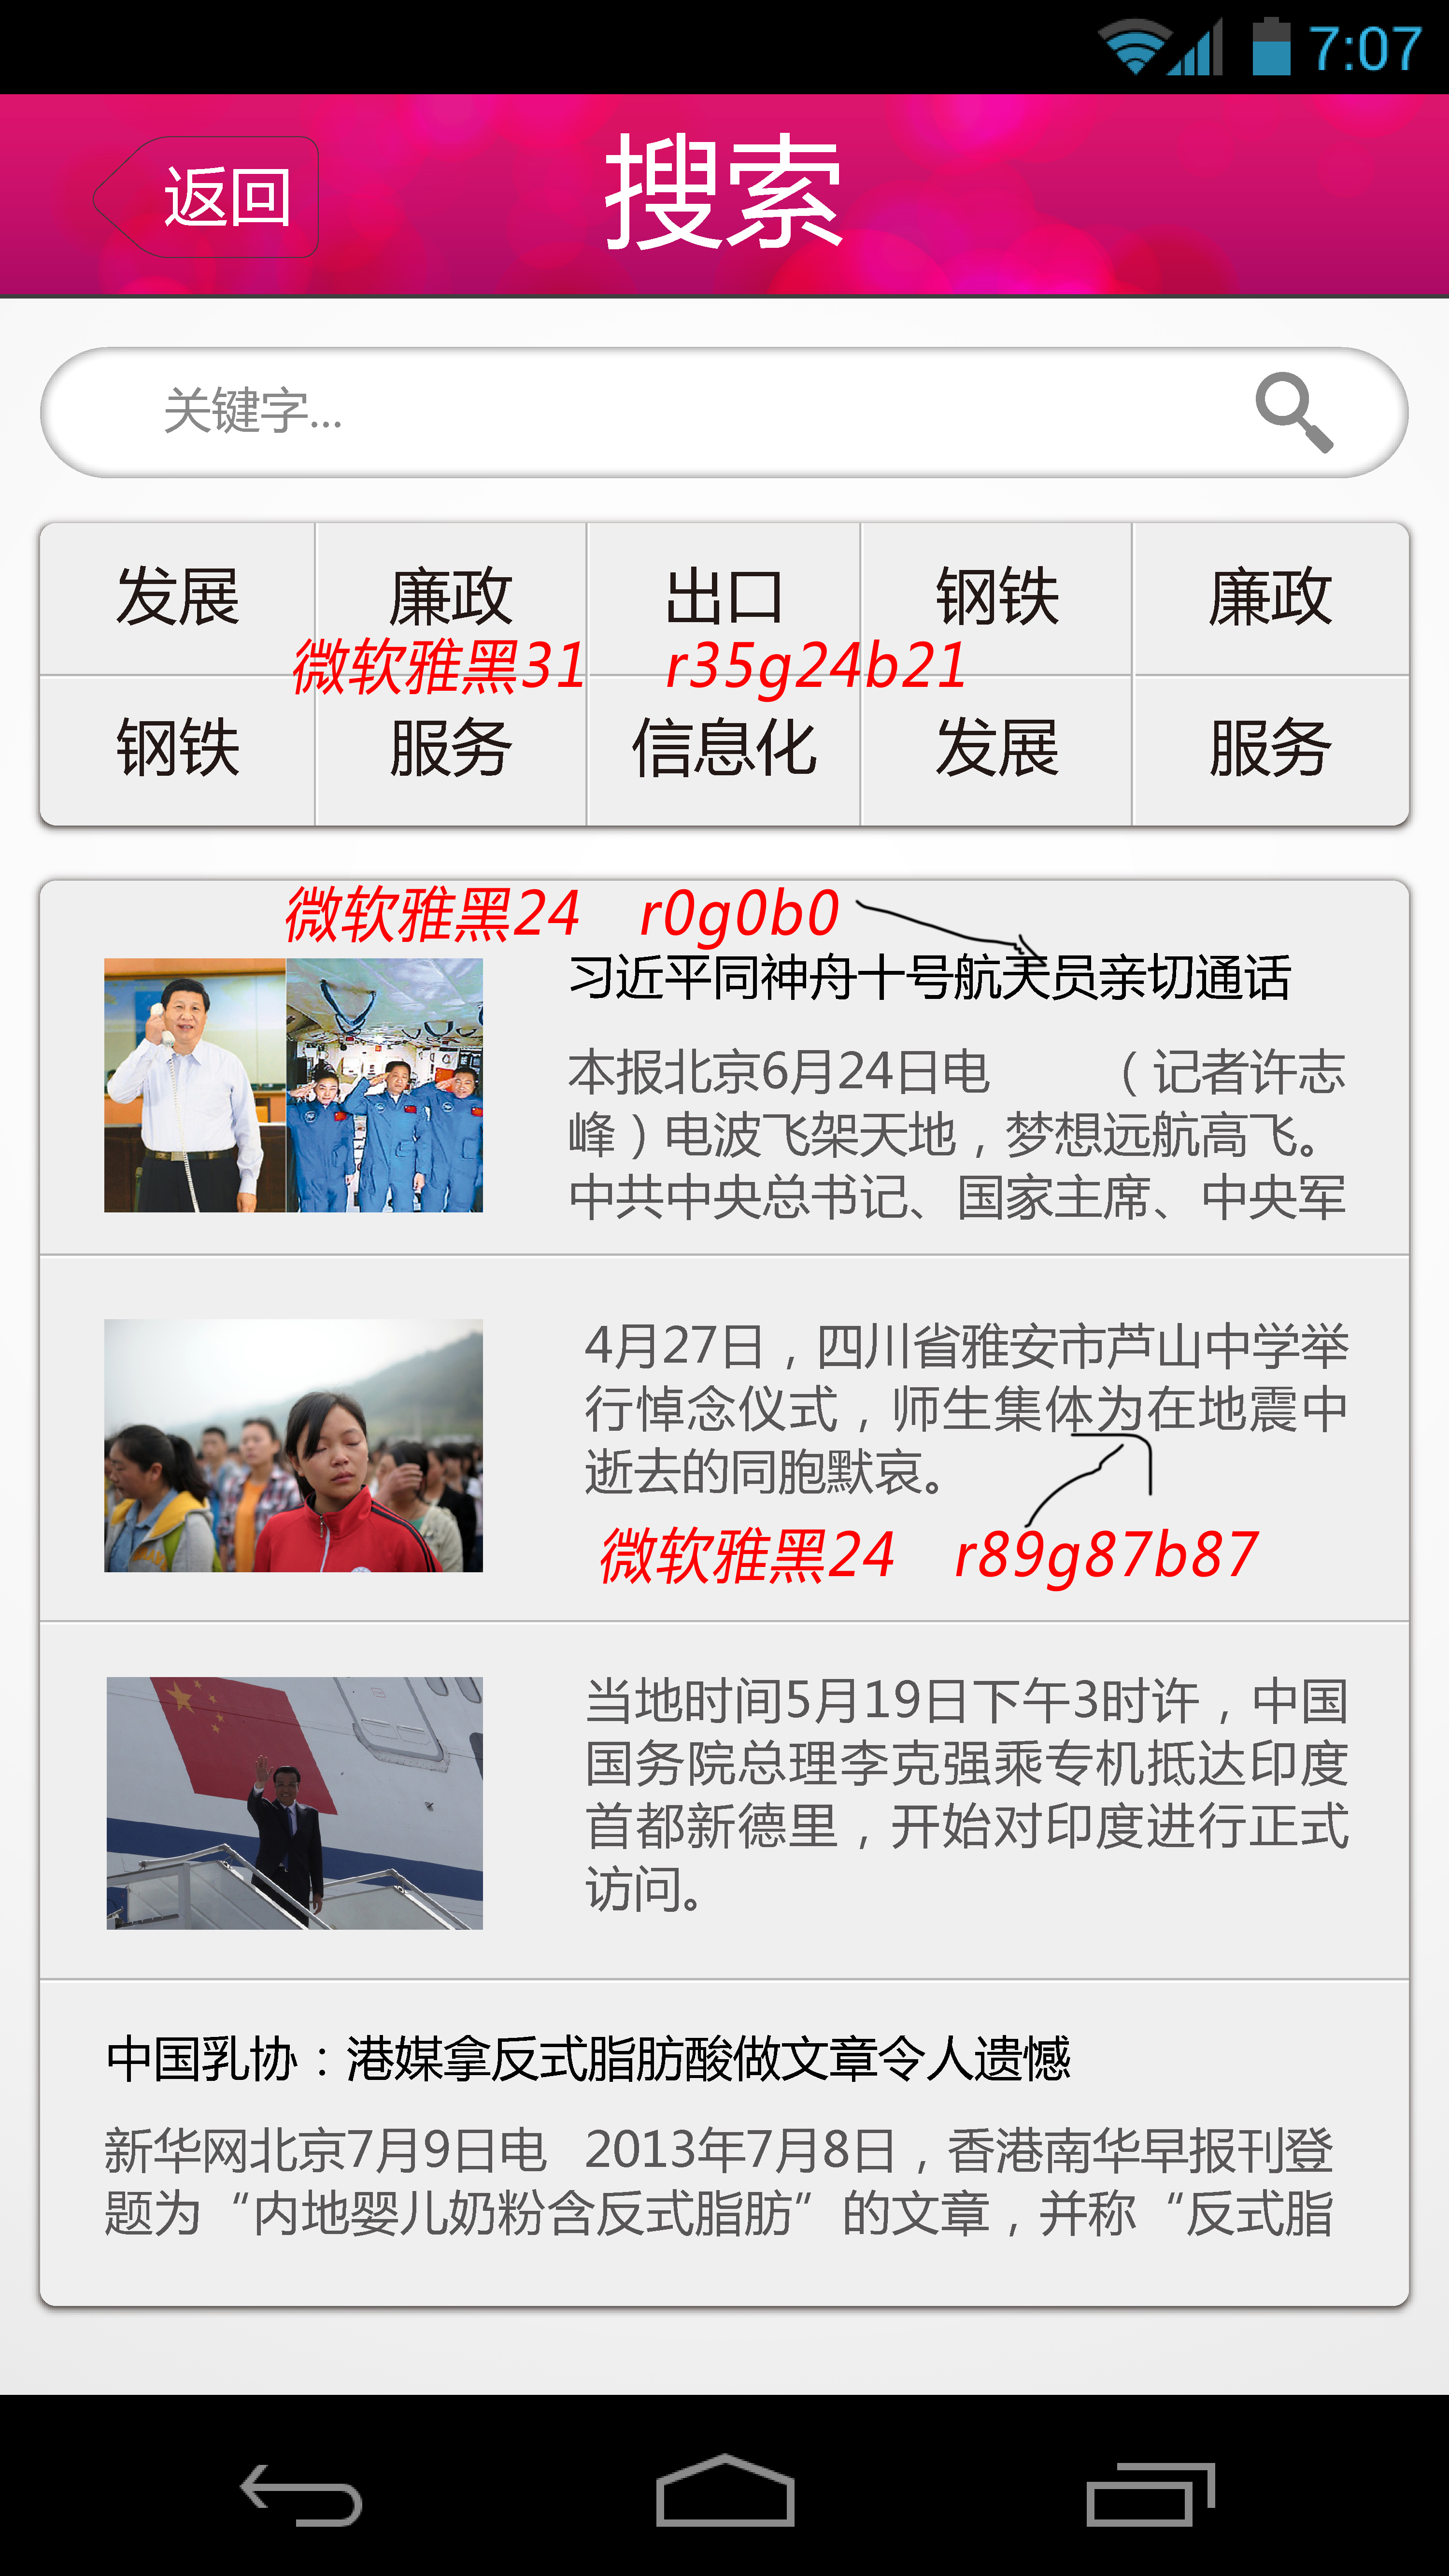 7:07
返回
搜索
关键字...
发展 廉政 出口 钢铁 廉政
微软雅黑31 r35g24b21
钢铁 服务 信息化 发展 服务
微软雅黑24 r0g0b0
习近平同神舟十号航天员亲切通话
本报北京6月24日电 （记者许志
峰）电波飞架天地，梦想远航高飞。
中共中央总书记、国家主席、中央军
4月27日，四川省雅安市芦山中学举
行悼念仪式，师生集体为在地震中
逝去的同胞默哀。
微软雅黑24 r89g87b87
当地时间5月19日下午3时许，中国
国务院总理李克强乘专机抵达印度
首都新德里，开始对印度进行正式
访问。
中国乳协：港媒拿反式脂肪酸做文章令人遗憾
新华网北京7月9日电 2013年7月8日，香港南华早报刊登
题为“内地婴儿奶粉含反式脂肪”的文章，并称“反式脂